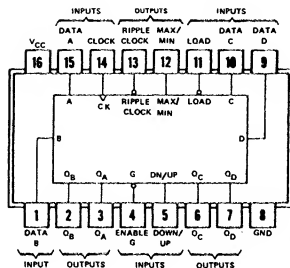 INPUTS OUTPUTS INPUTS
DATA RIPPLE MAX/ DATA DATA
VCC A CLOCK CLOCK MIN LOAD C D
16 15 14 13 12 11 10 9
A CK RIPPLE MAX/ LOAD C
CLOCK MIN
B D
QB QA G DN/UP QC QD
1 2 3 4 5 6 7 8
DATA QB QA ENABLE DOWN/ QC QD GND
B G UP
INPUT OUTPUTS INPUTS OUTPUTS